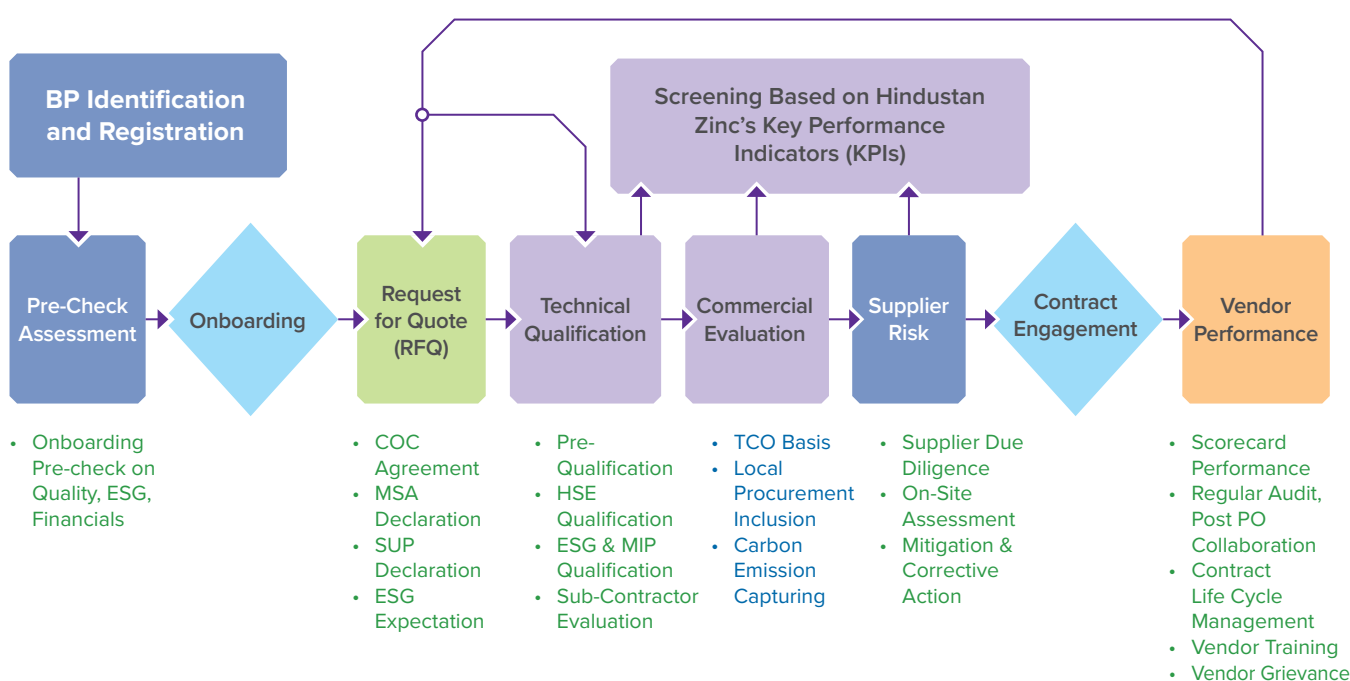 BP Identification
and Registration
Screening Based on Hindustan
Zinc's Key Performance
Indicators (KPIs)
Pre-Check
Assessment
Onboarding
Request
for Quote
(RFQ)
Technical
Qualification
Commercial
Evaluation
Supplier
Risk
Contract
Engagement
Vendor
Performance
• Onboarding
Pre-check on
Quality, ESG,
Financials
• COC
Agreement
• MSA
Declaration
• SUP
Declaration
• ESG
Expectation
• Pre-
Qualification
• HSE
Qualification
• ESG & MIP
Qualification
• Sub-Contractor
Evaluation
• TCO Basis
• Local
Procurement
Inclusion
• Carbon
Emission
Capturing
• Supplier Due
Diligence
• On-Site
Assessment
• Mitigation &
Corrective
Action
• Scorecard
Performance
• Regular Audit,
Post PO
Collaboration
• Contract
Life Cycle
Management
• Vendor Training
• Vendor Grievance